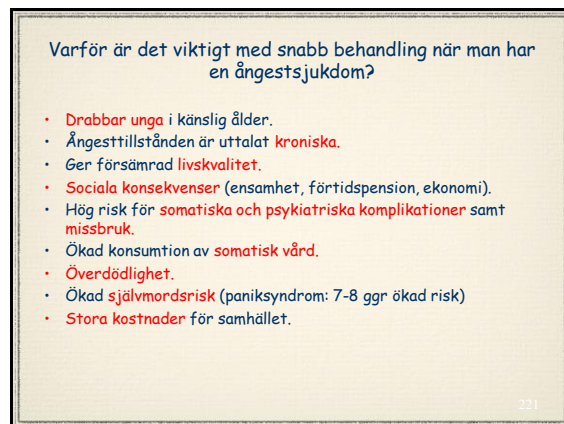 Varför är det viktigt med snabb behandling när man har
en ångestsjukdom?
• Drabbar unga i känslig ålder.
• Ångesttillstånden är uttalat kroniska.
• Ger försämrad livskvalitet.
• Sociala konsekvenser (ensamhet, förtidspension, ekonomi).
• Hög risk för somatiska och psykiatriska komplikationer samt
missbruk.
• Ökad konsumtion av somatisk vård.
• Överdödlighet.
• Ökad självmordsrisk (paniksyndrom: 7-8 ggr ökad risk)
• Stora kostnader för samhället.
221